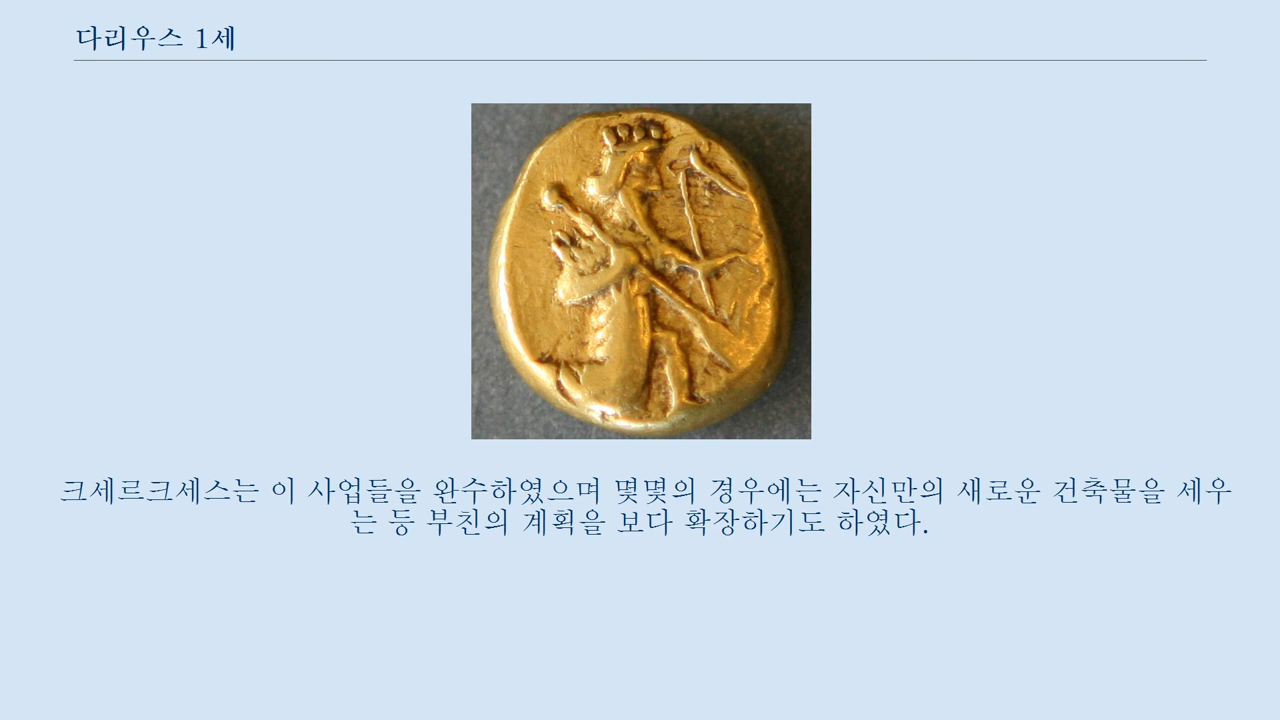 다리우스 1세
크세르크세스는 이 사업들을 완수하였으며 몇몇의 경우에는 자신만의 새로운 건축물을 세우
는 등 부친의 계획을 보다 확장하기도 하였다.